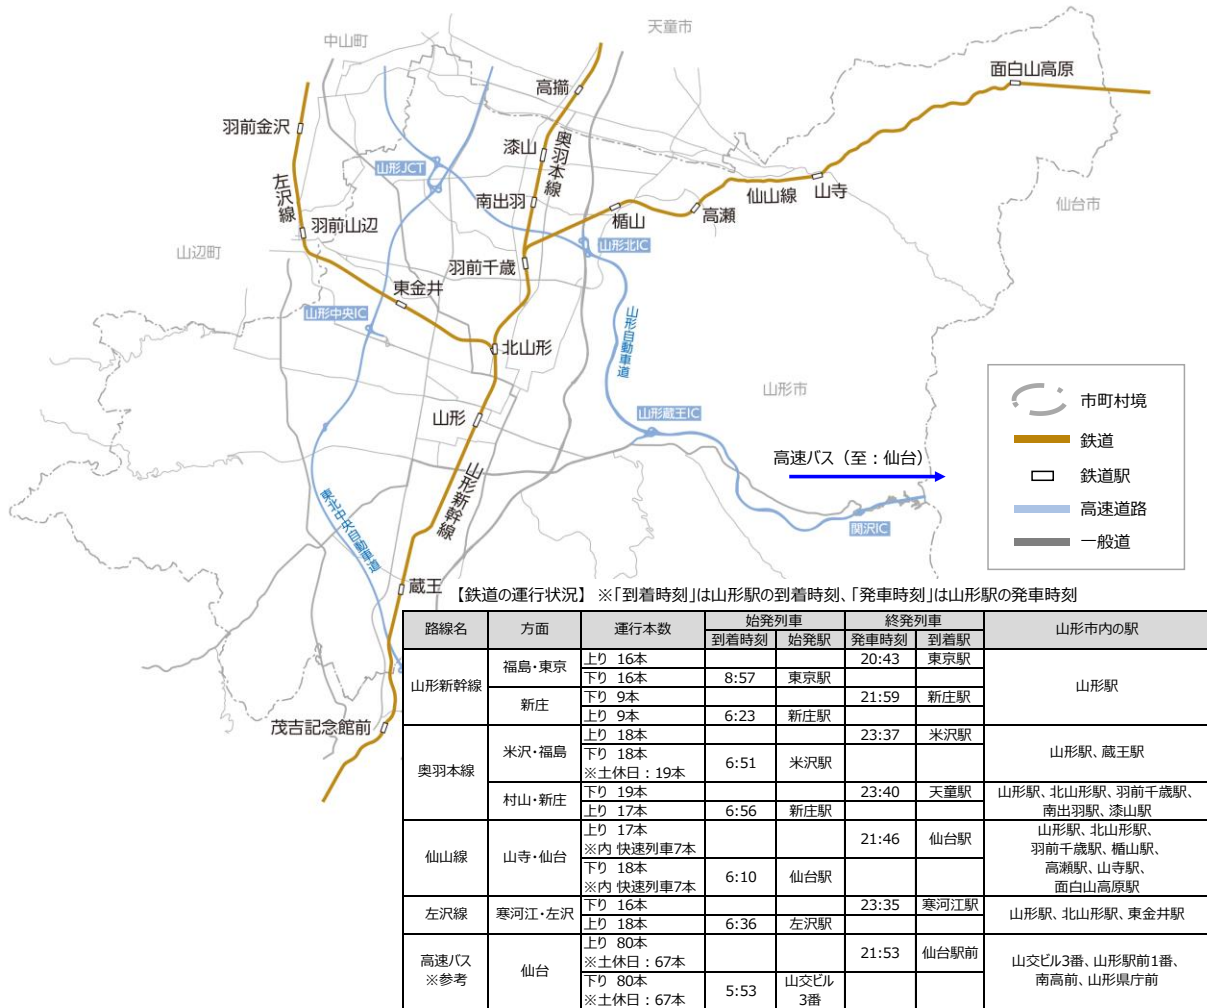 天童市
中山町
面白山高原
高擶
羽前金沢
漆山
奥羽本線
山形JCT
左沢線
南出羽
仙山線
山寺
高瀬
楯山
仙台市
羽前山辺
山辺町
山形北IC
羽前千歳
東金井
山形中央IC
山形自動車道
北山形
山形市
山形
山形蔵王IC
山形新幹線
高速バス（至：仙台）
東北中央自動車道
関沢IC
蔵王
茂吉記念館前
市町村境
鉄道
鉄道駅
高速道路
一般道
【鉄道の運行状況】 ※「到着時刻」は山形駅の到着時刻、「発車時刻」は山形駅の発車時刻
路線名 方面 運行本数 始発列車 終発列車 山形市内の駅
到着時刻 始発駅 発車時刻 到着駅
山形新幹線 福島・東京 上り 16本 20:43 東京駅 山形駅
下り 16本 8:57 東京駅
新庄 下り 9本 21:59 新庄駅
上り 9本 6:23 新庄駅
奥羽本線 米沢・福島 上り 18本 23:37 米沢駅 山形駅、蔵王駅
下り 18本 6:51 米沢駅
※土休日：19本
村山・新庄 下り 19本 23:40 天童駅 山形駅、北山形駅、羽前千歳駅、
上り 17本 6:56 新庄駅 南出羽駅、漆山駅
仙山線 山寺・仙台 上り 17本 21:46 仙台駅 山形駅、北山形駅、
※内 快速列車7本 羽前千歳駅、楯山駅、
下り 18本 6:10 仙台駅 高瀬駅、山寺駅、
※内 快速列車7本 面白山高原駅
左沢線 寒河江・左沢 下り 16本 23:35 寒河江駅 山形駅、北山形駅、東金井駅
上り 18本 6:36 左沢駅
高速バス 仙台 上り 80本 21:53 仙台駅前 山交ビル3番、山形駅前1番、
※参考 ※土休日：67本 南高前、山形県庁前
下り 80本 5:53 山交ビル
※土休日：67本 3番